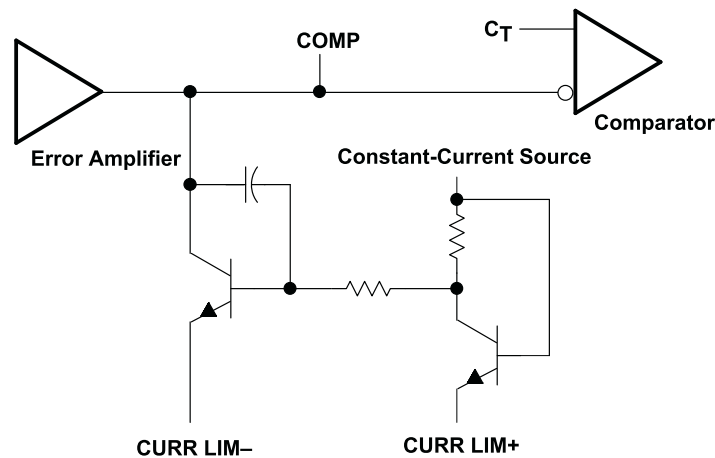 COMP
CT
Comparator
Error Amplifier
Constant-Current Source
CURR LIM–
CURR LIM+